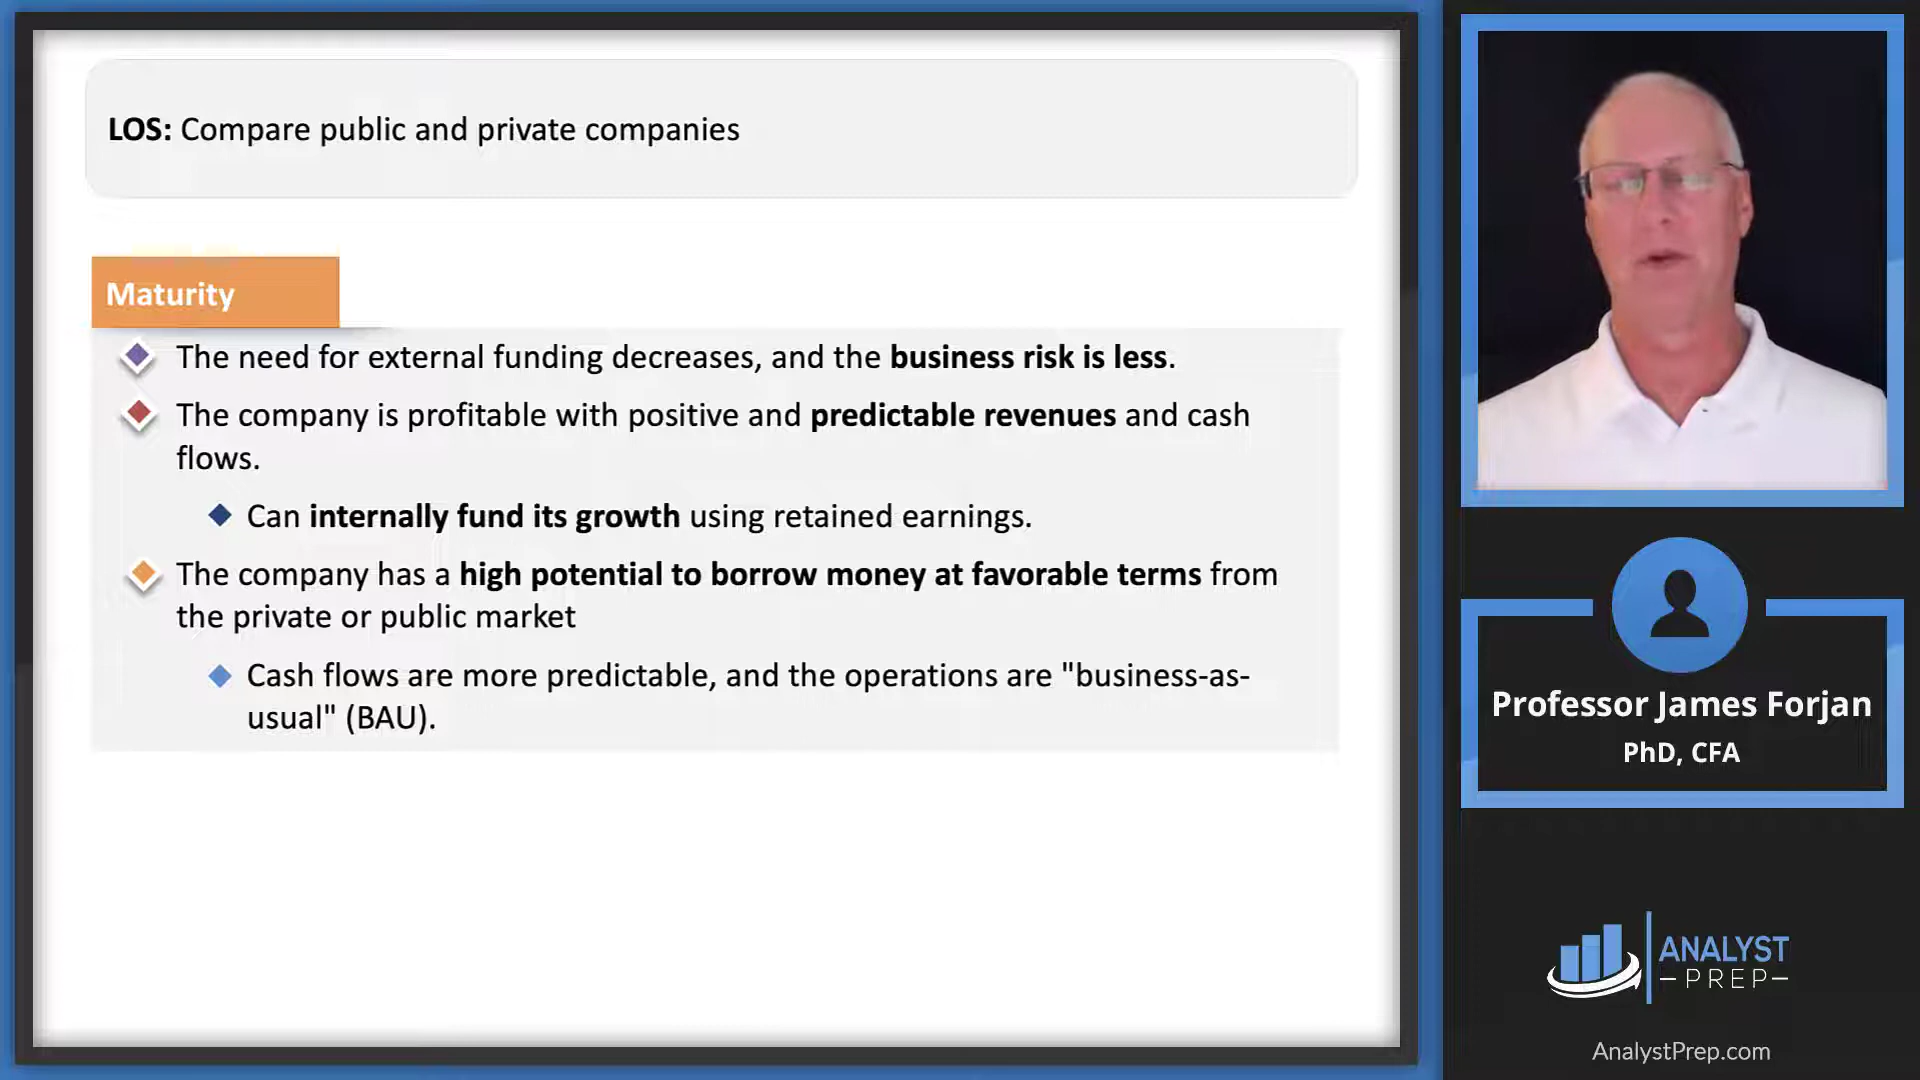 LOS: Compare public and private companies
Maturity
The need for external funding decreases, and the business risk is less.
The company is profitable with positive and predictable revenues and cash
flows.
Can internally fund its growth using retained earnings.
The company has a high potential to borrow money at favorable terms from
the private or public market
Cash flows are more predictable, and the operations are "business-as-
usual" (BAU).
Professor James Forjan
PhD, CFA
ANALYST
PREP
AnalystPrep.com